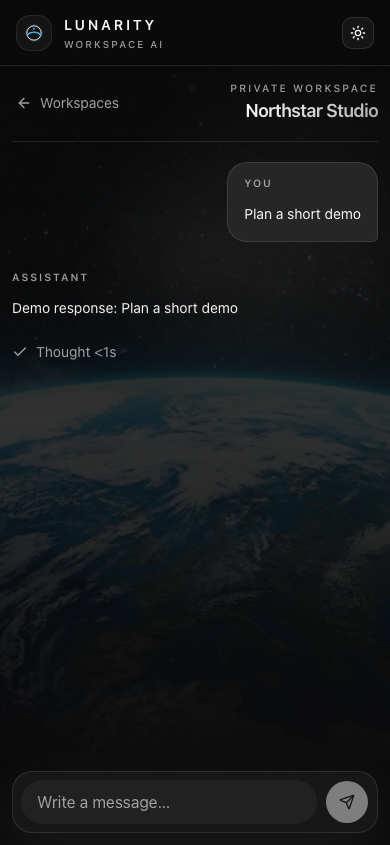 LUNARITY
WORKSPACE AI
Workspaces
PRIVATE WORKSPACE
Northstar Studio
YOU
Plan a short demo
ASSISTANT
Demo response: Plan a short demo
Thought <1s
Write a message...